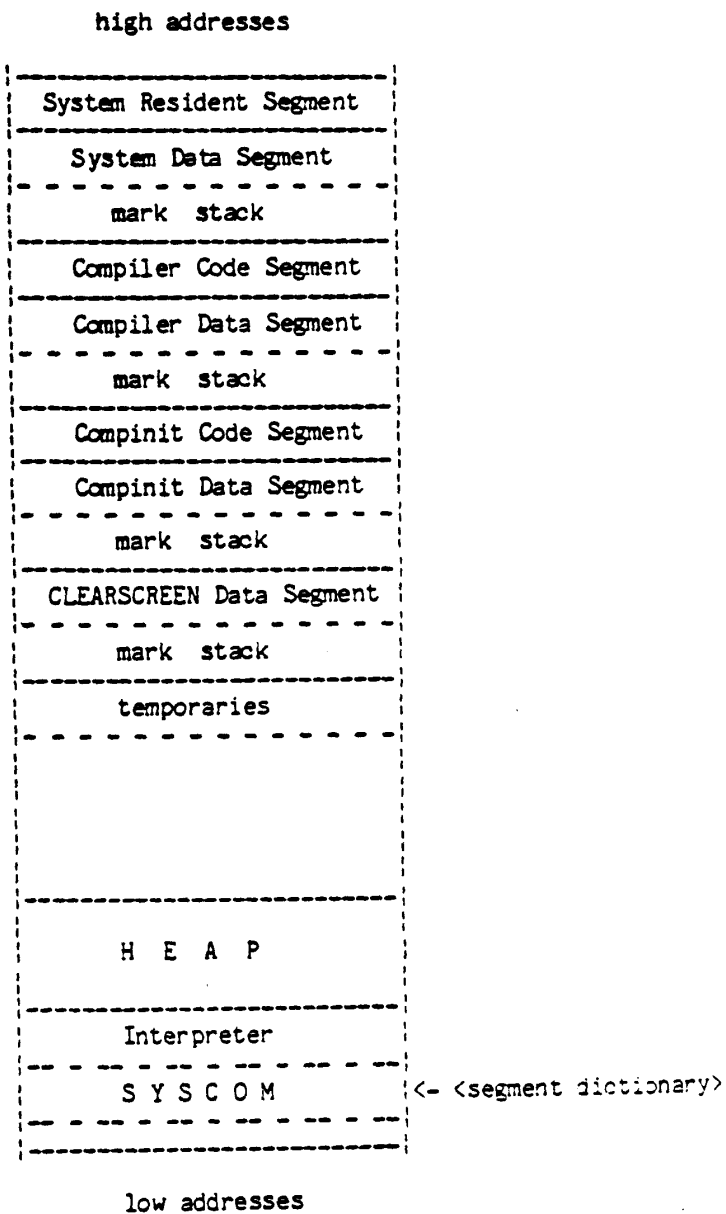 high addresses
System Resident Segment
System Data Segment
mark stack
Compiler Code Segment
Compiler Data Segment
mark stack
Compinit Code Segment
Compinit Data Segment
mark stack
CLEARSCREEN Data Segment
mark stack
temporaries
H E A P
Interpreter
S Y S C O M <- <segment dictionary>
low addresses